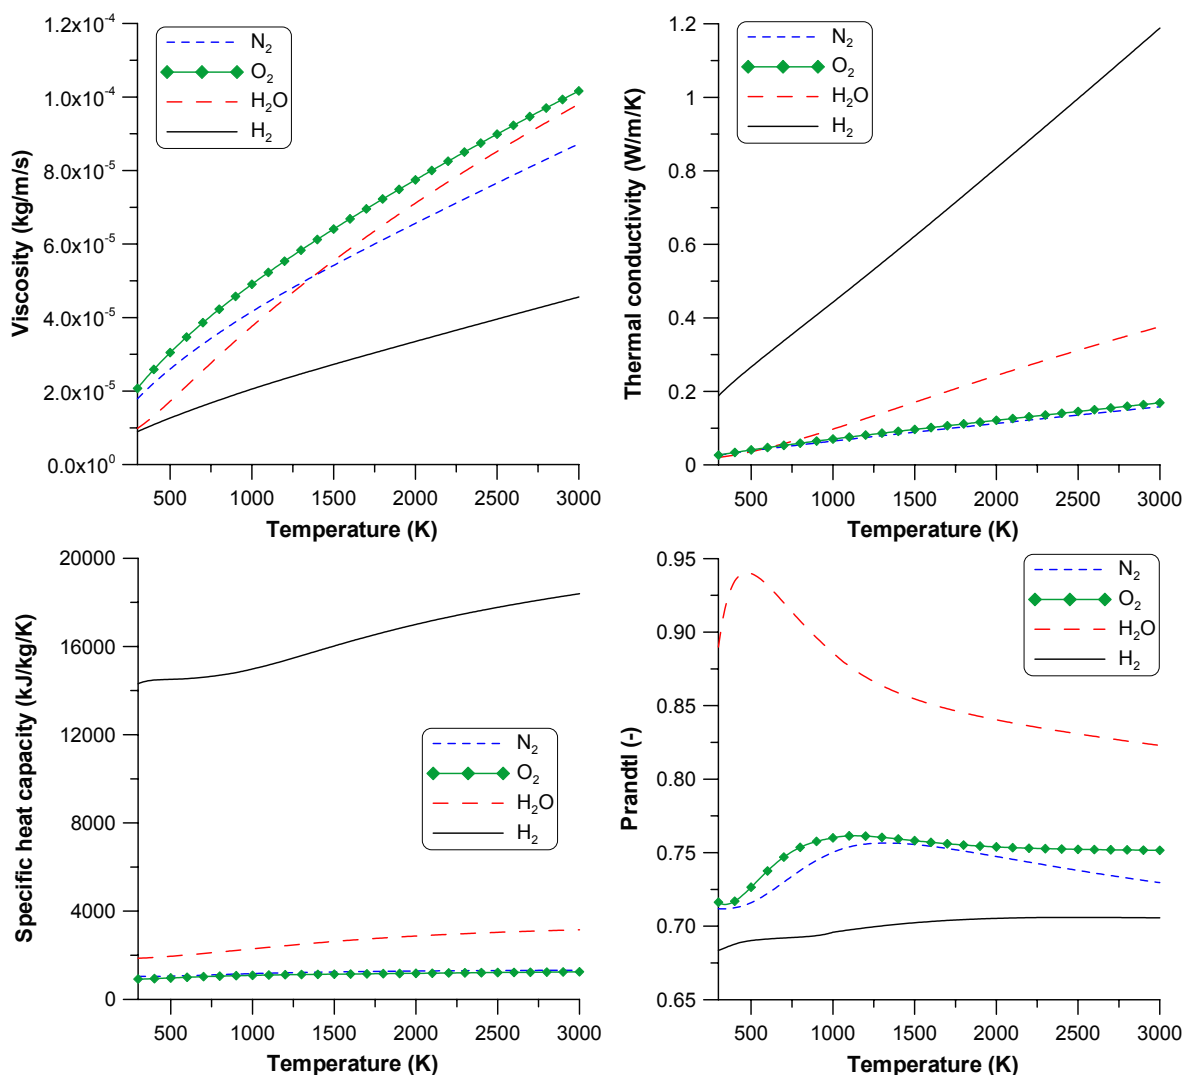 Viscosity (kg/m/s)
1.2x10⁻⁴
1.0x10⁻⁴
8.0x10⁻⁵
6.0x10⁻⁵
4.0x10⁻⁵
2.0x10⁻⁵
0.0x10⁰
N₂
O₂
H₂O
H₂
500 1000 1500 2000 2500 3000
Temperature (K)
Thermal conductivity (W/m/K)
1.2
1
0.8
0.6
0.4
0.2
0
N₂
O₂
H₂O
H₂
500 1000 1500 2000 2500 3000
Temperature (K)
Specific heat capacity (kJ/kg/K)
20000
16000
12000
8000
4000
0
N₂
O₂
H₂O
H₂
500 1000 1500 2000 2500 3000
Temperature (K)
Prandtl (-)
0.95
0.90
0.85
0.80
0.75
0.70
0.65
N₂
O₂
H₂O
H₂
500 1000 1500 2000 2500 3000
Temperature (K)